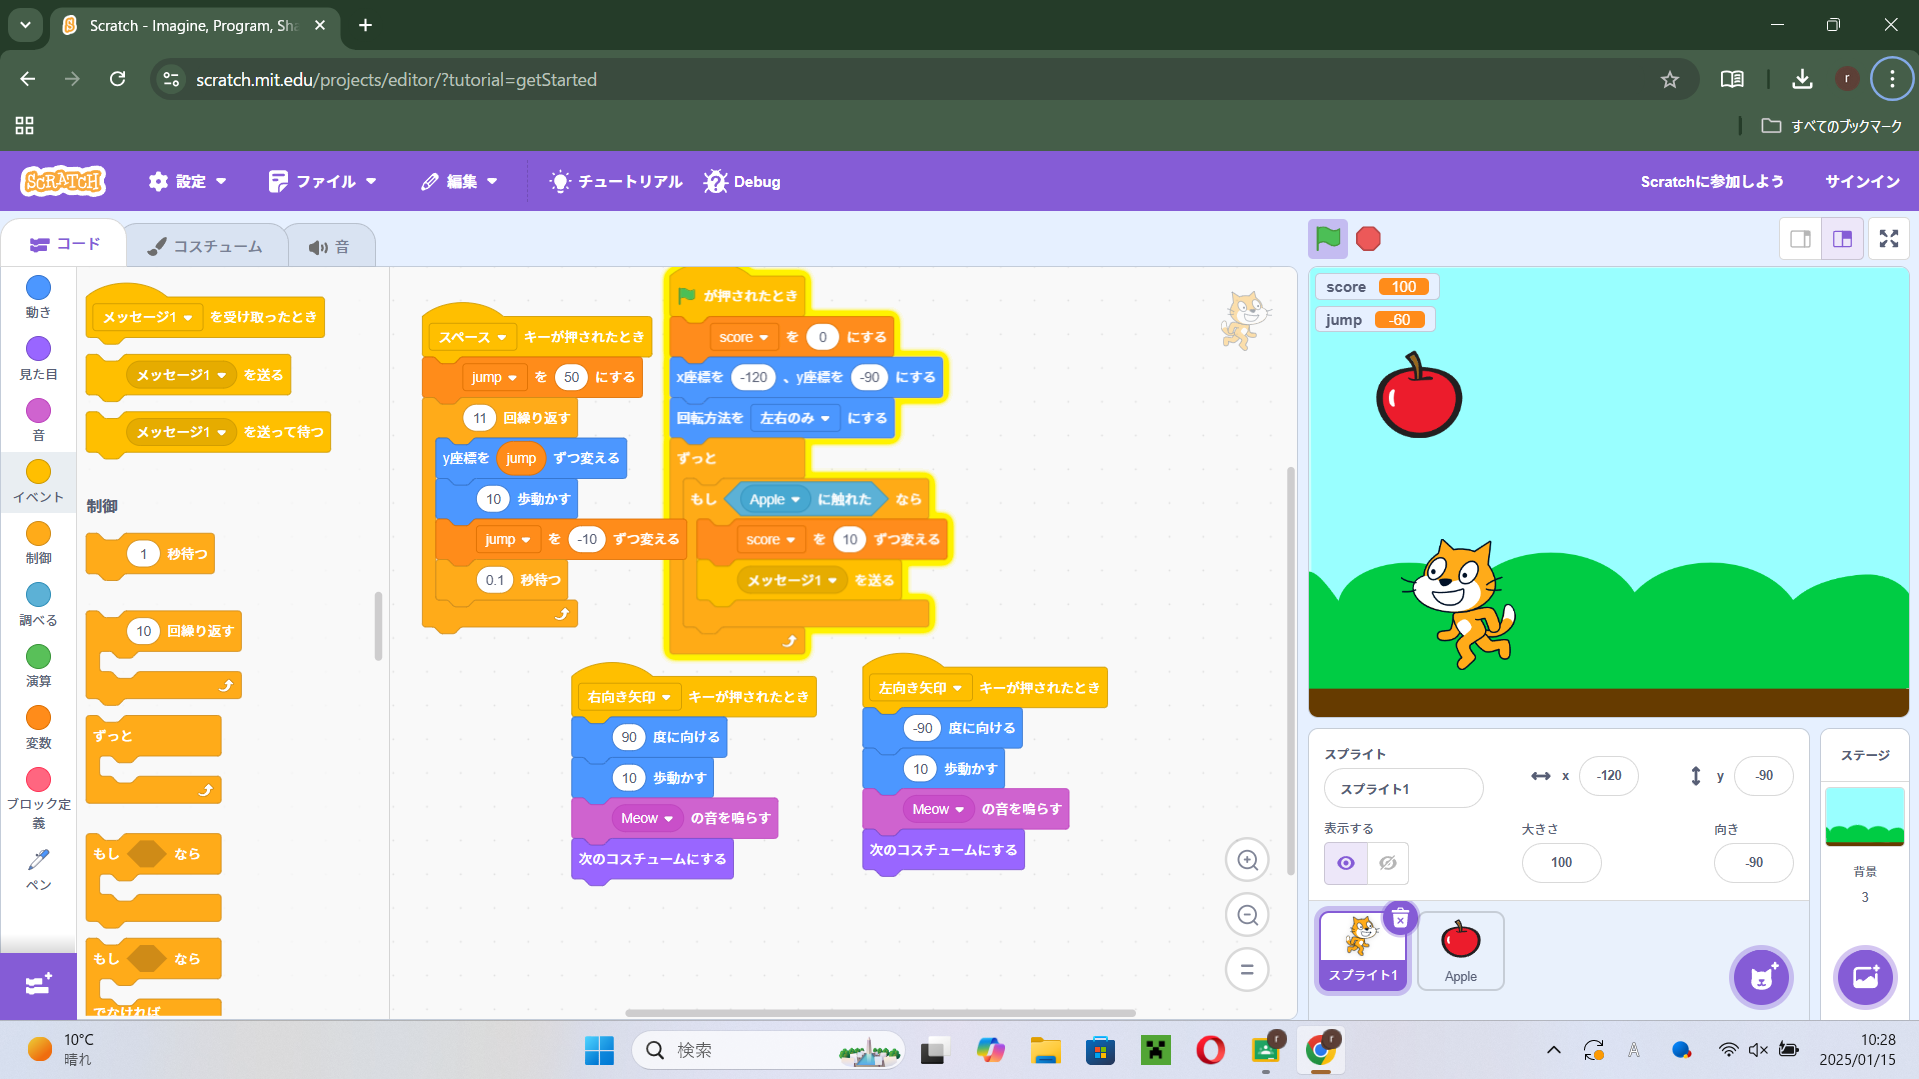 Scratch - Imagine, Program, Sha
scratch.mit.edu/projects/editor/?tutorial=getStarted
r
すべてのブックマーク
SCRATCH
設定
ファイル
編集
チュートリアル
Debug
Scratchに参加しよう
サインイン
コード
コスチューム
音
動き
見た目
音
イベント
制御
調べる
演算
変数
ブロック定
義
ペン
メッセージ1 を受け取ったとき
メッセージ1 を送る
メッセージ1 を送って待つ
制御
1 秒待つ
10 回繰り返す
ずっと
もし なら
もし なら
でなければ
スペース キーが押されたとき
jump を 50 にする
11 回繰り返す
y座標を jump ずつ変える
10 歩動かす
jump を -10 ずつ変える
0.1 秒待つ
が押されたとき
score を 0 にする
x座標を -120 、y座標を -90 にする
回転方法を 左右のみ にする
ずっと
もし Apple に触れた なら
score を 10 ずつ変える
メッセージ1 を送る
右向き矢印 キーが押されたとき
90 度に向ける
10 歩動かす
Meow の音を鳴らす
次のコスチュームにする
左向き矢印 キーが押されたとき
-90 度に向ける
10 歩動かす
Meow の音を鳴らす
次のコスチュームにする
score 100
jump -60
スプライト
スプライト1
x -120
y -90
表示する
大きさ
100
向き
-90
スプライト1
Apple
ステージ
背景
3
10°C
晴れ
検索
r
r
A
10:28
2025/01/15